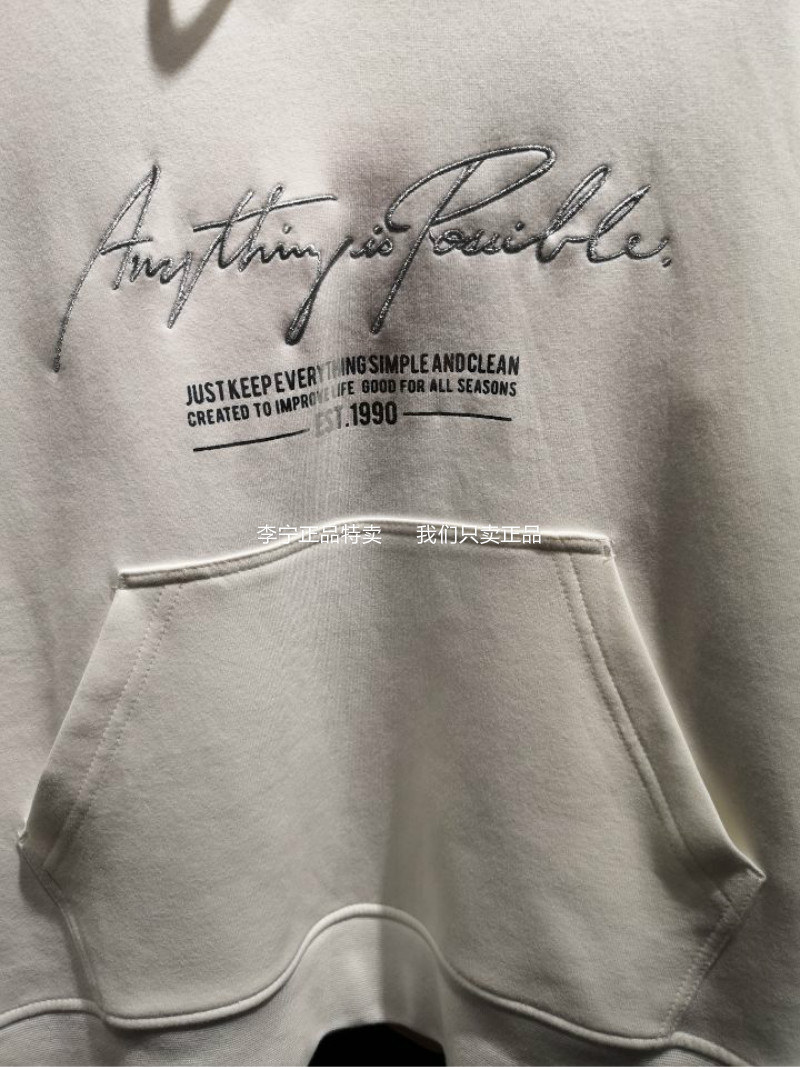 Anything is Possible.
JUST KEEP EVERYTHING SIMPLE AND CLEAN
CREATED TO IMPROVE LIFE GOOD FOR ALL SEASONS
EST.1990
李宁正品特卖 我们只卖正品